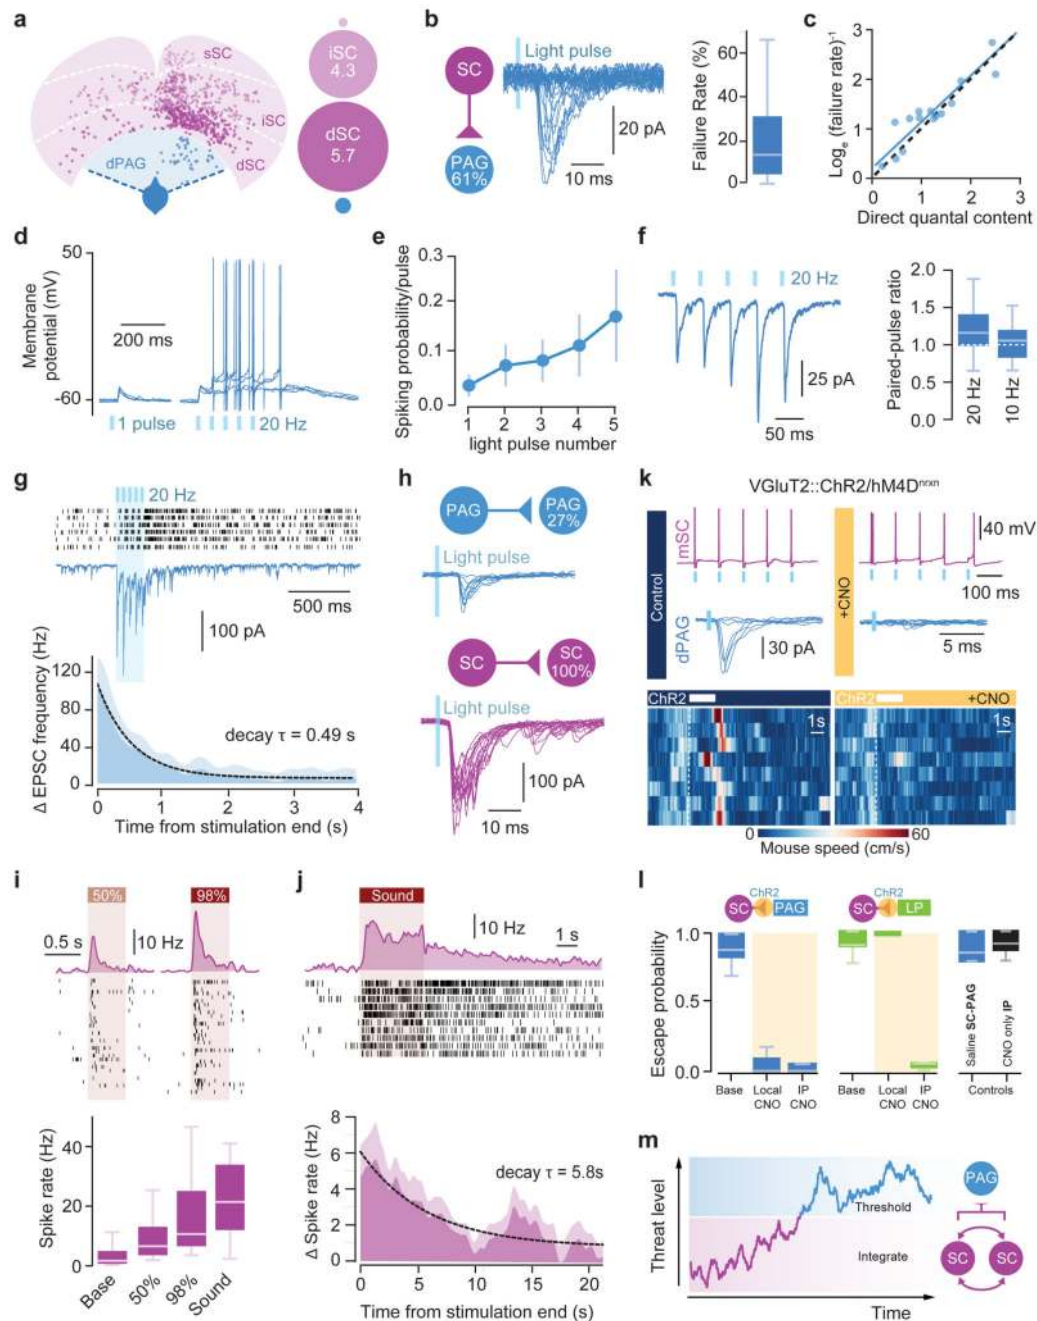 a
sSC
iSC
dSC
dPAG
iSC
4.3
dSC
5.7
b
SC
PAG
61%
Light pulse
20 pA
10 ms
Failure Rate (%)
60
40
20
0
c
Log e (failure rate)⁻¹
3
2
1
0
0
1
2
3
Direct quantal content
d
Membrane
potential (mV)
50
-60
200 ms
1 pulse
20 Hz
e
Spiking probability/pulse
0.3
0.2
0.1
0.0
1
2
3
4
5
light pulse number
f
20 Hz
25 pA
50 ms
Paired-pulse ratio
2.0
1.5
1.0
0.5
0.0
20 Hz
10 Hz
g
20 Hz
500 ms
100 pA
Δ EPSC frequency (Hz)
120
80
40
0
decay τ = 0.49 s
0
1
2
3
4
Time from stimulation end (s)
h
PAG
PAG
27%
Light pulse
SC
SC
100%
Light pulse
100 pA
10 ms
k
VGluT2::ChR2/hM4Dnrxn
Control
mSC
dPAG
30 pA
+CNO
40 mV
100 ms
5 ms
ChR2
1s
ChR2
+CNO
1s
0
60
Mouse speed (cm/s)
i
50%
98%
0.5 s
10 Hz
Spike rate (Hz)
40
20
0
Base
50%
98%
Sound
j
Sound
10 Hz
1 s
Δ Spike rate (Hz)
8
6
4
2
0
decay τ = 5.8s
0
5
10
15
20
Time from stimulation end (s)
l
ChR2
SC
PAG
ChR2
SC
LP
Escape probability
1.0
0.5
0.0
Base
Local
CNO
IP
CNO
Base
Local
CNO
IP
CNO
Saline SC-PAG
CNO only IP
Controls
m
Threat level
Threshold
Integrate
Time
PAG
SC
SC